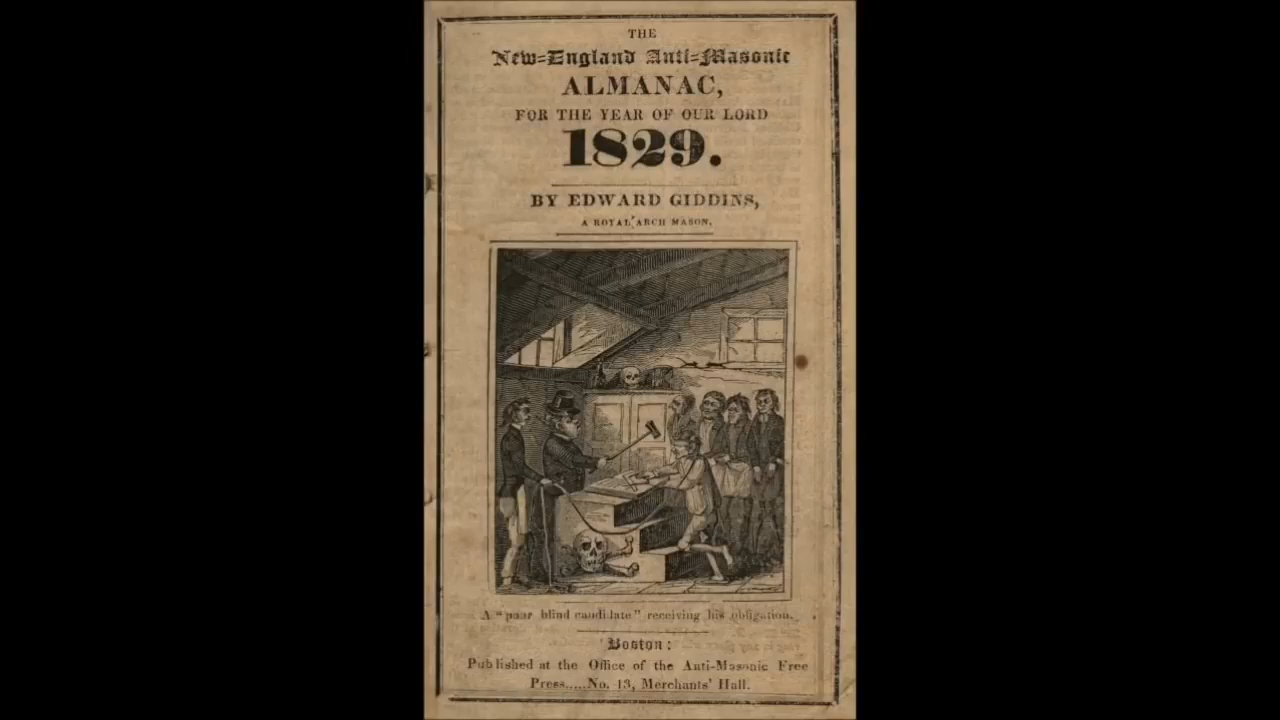 THE
New=England Anti=Masonic
ALMANAC,
FOR THE YEAR OF OUR LORD
1829.
BY EDWARD GIDDINS,
A ROYAL ARCH MASON.
A "poor blind candidate" receiving his obligation.
Boston:
Published at the Office of the Anti-Masonic Free
Press.....No. 13, Merchants' Hall.